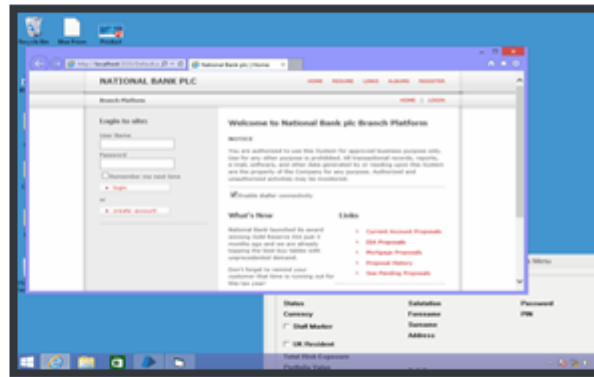 Recycle Bin
National Bank plc | Home
NATIONAL BANK PLC
HOME RESUME LINKS ALBUMS REGISTER
Branch Platform
HOME | LOGIN
Login to site:
User Name
Password
Remember me next time
login
or
create account
Welcome to National Bank plc Branch Platform
NOTICE
You are authorized to use this System for approved business purpose only.
Use for any other purpose is prohibited. All transactional records, reports,
e-mail, software, and other data generated by or residing upon this System
are the property of the Company for any purpose. Authorized and
unauthorized activities may be monitored.
connectivity
What's New
National Bank launched its award
winning Gold Reserve ISA just
months ago and we are already
topping the best buy tables with
unprecedented demand.
Don't forget to remind your
customer that time is running out for
this tax year!
Links
Current Account Proposals
ISA Proposals
Mortgage Proposals
Proposal History
Pending Proposals
Menu
Status
Currency
Staff Marker
UK Resident
Total Risk Exposure
Portfolio Value
Salutation
Forename
Surname
Address
Password
PIN